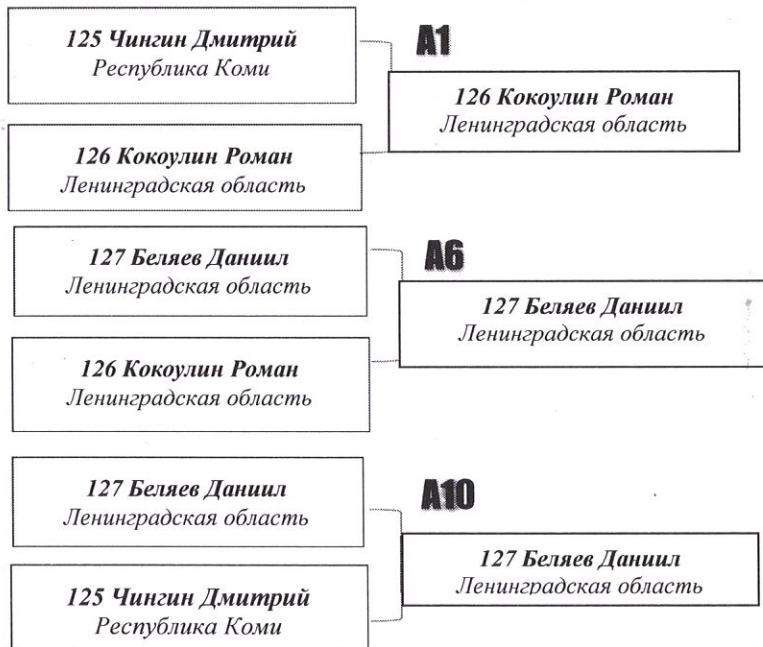 125 Чингин Дмитрий
Республика Коми
A1
126 Кокоулин Роман
Ленинградская область
126 Кокоулин Роман
Ленинградская область
127 Беляев Даниил
Ленинградская область
A6
127 Беляев Даниил
Ленинградская область
126 Кокоулин Роман
Ленинградская область
127 Беляев Даниил
Ленинградская область
A10
127 Беляев Даниил
Ленинградская область
125 Чингин Дмитрий
Республика Коми